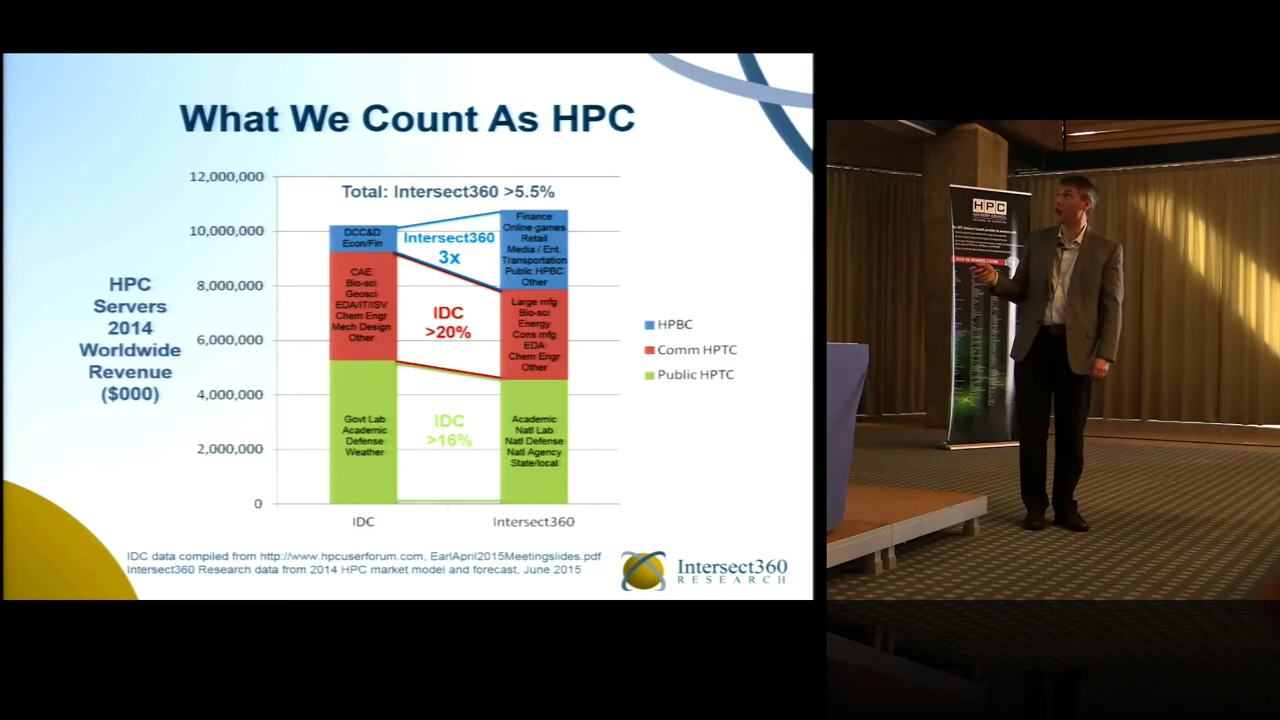 What We Count As HPC
12,000,000
10,000,000
8,000,000
6,000,000
4,000,000
2,000,000
0
HPC
Servers
2014
Worldwide
Revenue
($000)
Total: Intersect360 >5.5%
DCC&D
Econ/Fin
CAE
Bio-sci
Geosci
EDA/IT/ISV
Chem Engr
Mech Design
Other
Govt Lab
Academic
Defense
Weather
Intersect360
3x
IDC
>20%
IDC
>16%
Finance
Online games
Retail
Media / Ent.
Transportation
Public HPBC
Other
Large mfg
Bio-sci
Energy
Cons mfg
EDA
Chem Engr
Other
Academic
Natl Lab
Natl Defense
Natl Agency
State/local
IDC
Intersect360
HPBC
Comm HPTC
Public HPTC
IDC data compiled from http://www.hpcuserforum.com, EarlApril2015Meetingslides.pdf
Intersect360 Research data from 2014 HPC market model and forecast, June 2015
Intersect360
RESEARCH
HPC
ADVISORY COUNCIL